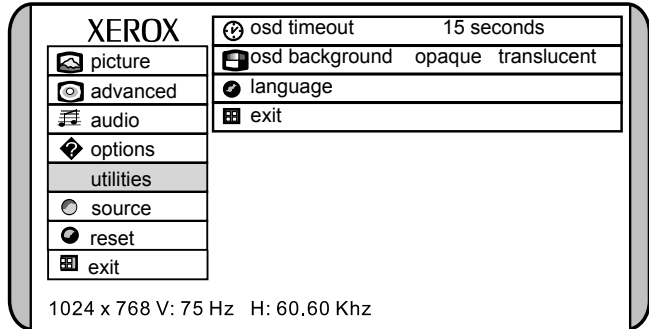 XEROX
picture
advanced
audio
options
utilities
source
reset
exit
osd timeout 15 seconds
osd background opaque translucent
language
exit
1024 x 768 V: 75 Hz H: 60.60 Khz